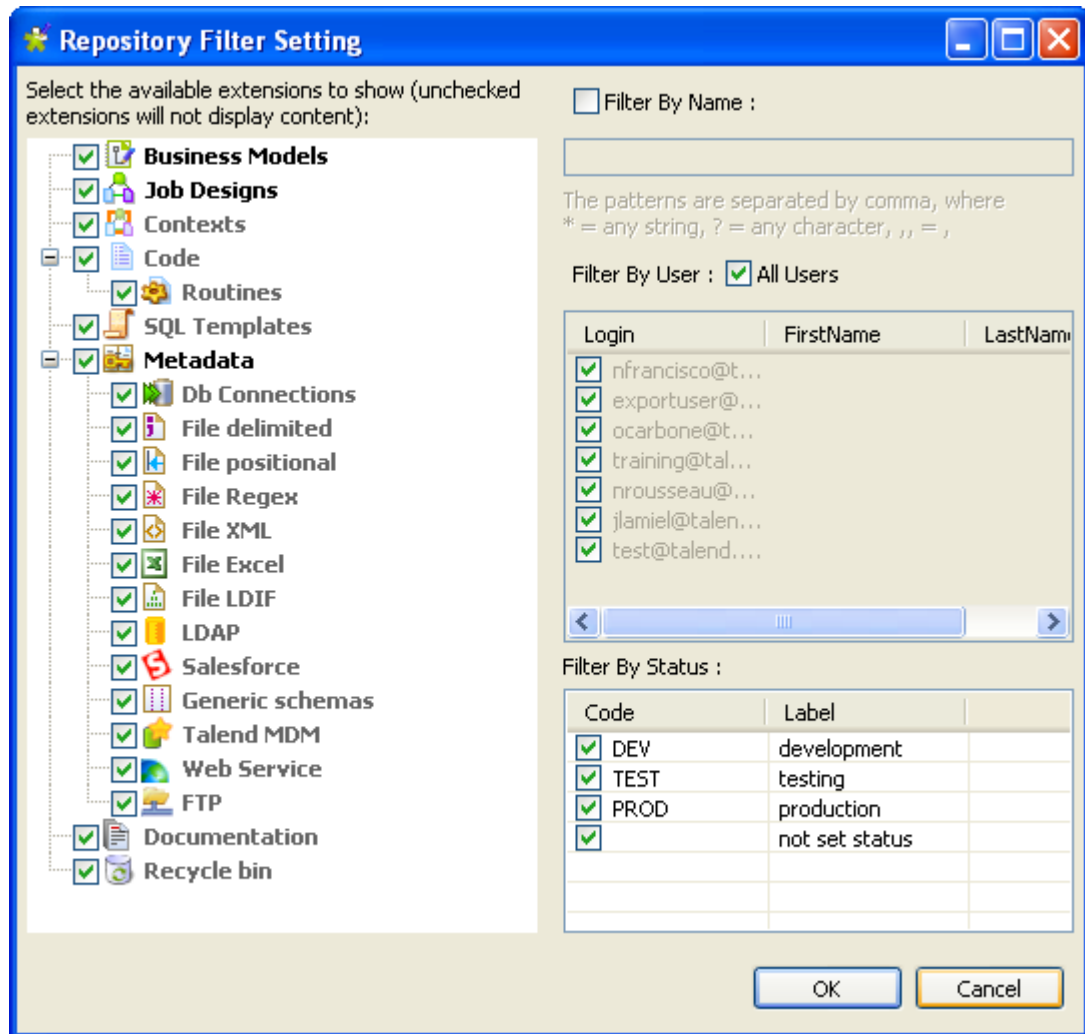 Repository Filter Setting
Select the available extensions to show (unchecked
extensions will not display content):
Business Models
Job Designs
Contexts
Code
Routines
SQL Templates
Metadata
Db Connections
File delimited
File positional
File Regex
File XML
File Excel
File LDIF
LDAP
Salesforce
Generic schemas
Talend MDM
Web Service
FTP
Documentation
Recycle bin
Filter By Name :
The patterns are separated by comma, where
* = any string, ? = any character, ,, = ,
Filter By User : All Users
Login FirstName LastNam
nfrancisco@t...
exportuser@...
ocarbone@t...
training@tal...
nrousseau@...
jlamiel@talen...
test@talend....
Filter By Status :
Code Label
DEV development
TEST testing
PROD production
not set status
OK Cancel